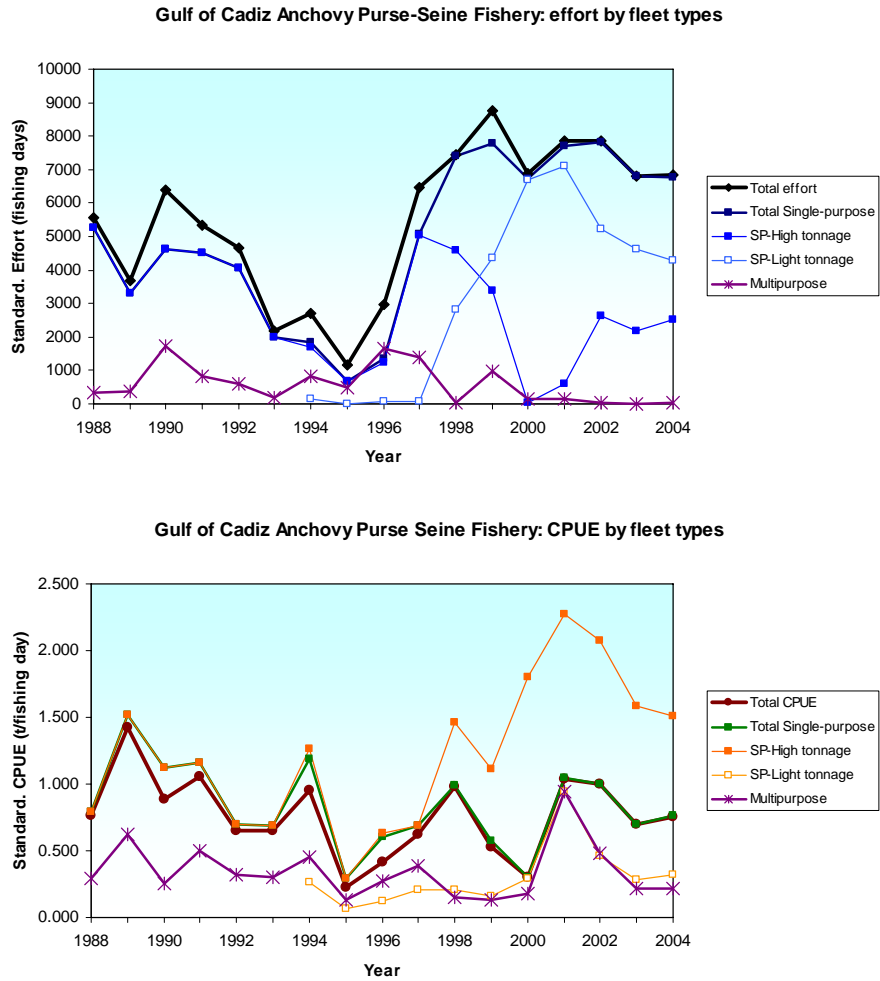 Gulf of Cadiz Anchovy Purse-Seine Fishery: effort by fleet types
10000
9000
8000
7000
6000
5000
4000
3000
2000
1000
0
Standard. Effort (fishing days)
1988 1990 1992 1994 1996 1998 2000 2002 2004
Year
Total effort
Total Single-purpose
SP-High tonnage
SP-Light tonnage
Multipurpose
Gulf of Cadiz Anchovy Purse Seine Fishery: CPUE by fleet types
2.500
2.000
1.500
1.000
0.500
0.000
Standard. CPUE (t/fishing day)
1988 1990 1992 1994 1996 1998 2000 2002 2004
Year
Total CPUE
Total Single-purpose
SP-High tonnage
SP-Light tonnage
Multipurpose